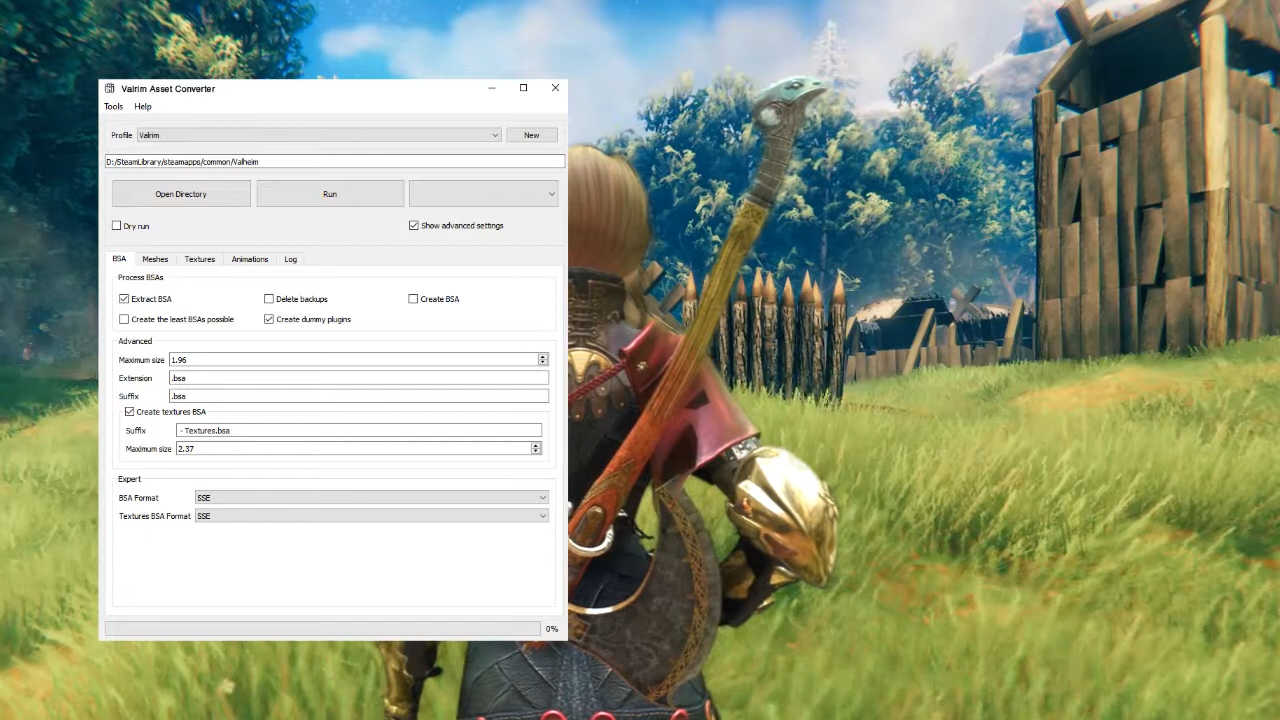 Valrim Asset Converter
Tools Help
Profile Valrim New
D:/SteamLibrary/steamapps/common/Valheim
Open Directory Run
Dry run Show advanced settings
BSA Meshes Textures Animations Log
Process BSAs
Extract BSA Delete backups Create BSA
Create the least BSAs possible Create dummy plugins
Advanced
Maximum size 1.96
Extension .bsa
Suffix .bsa
Create textures BSA
Suffix - Textures.bsa
Maximum size 2.37
Expert
BSA Format SSE
Textures BSA Format SSE
0%